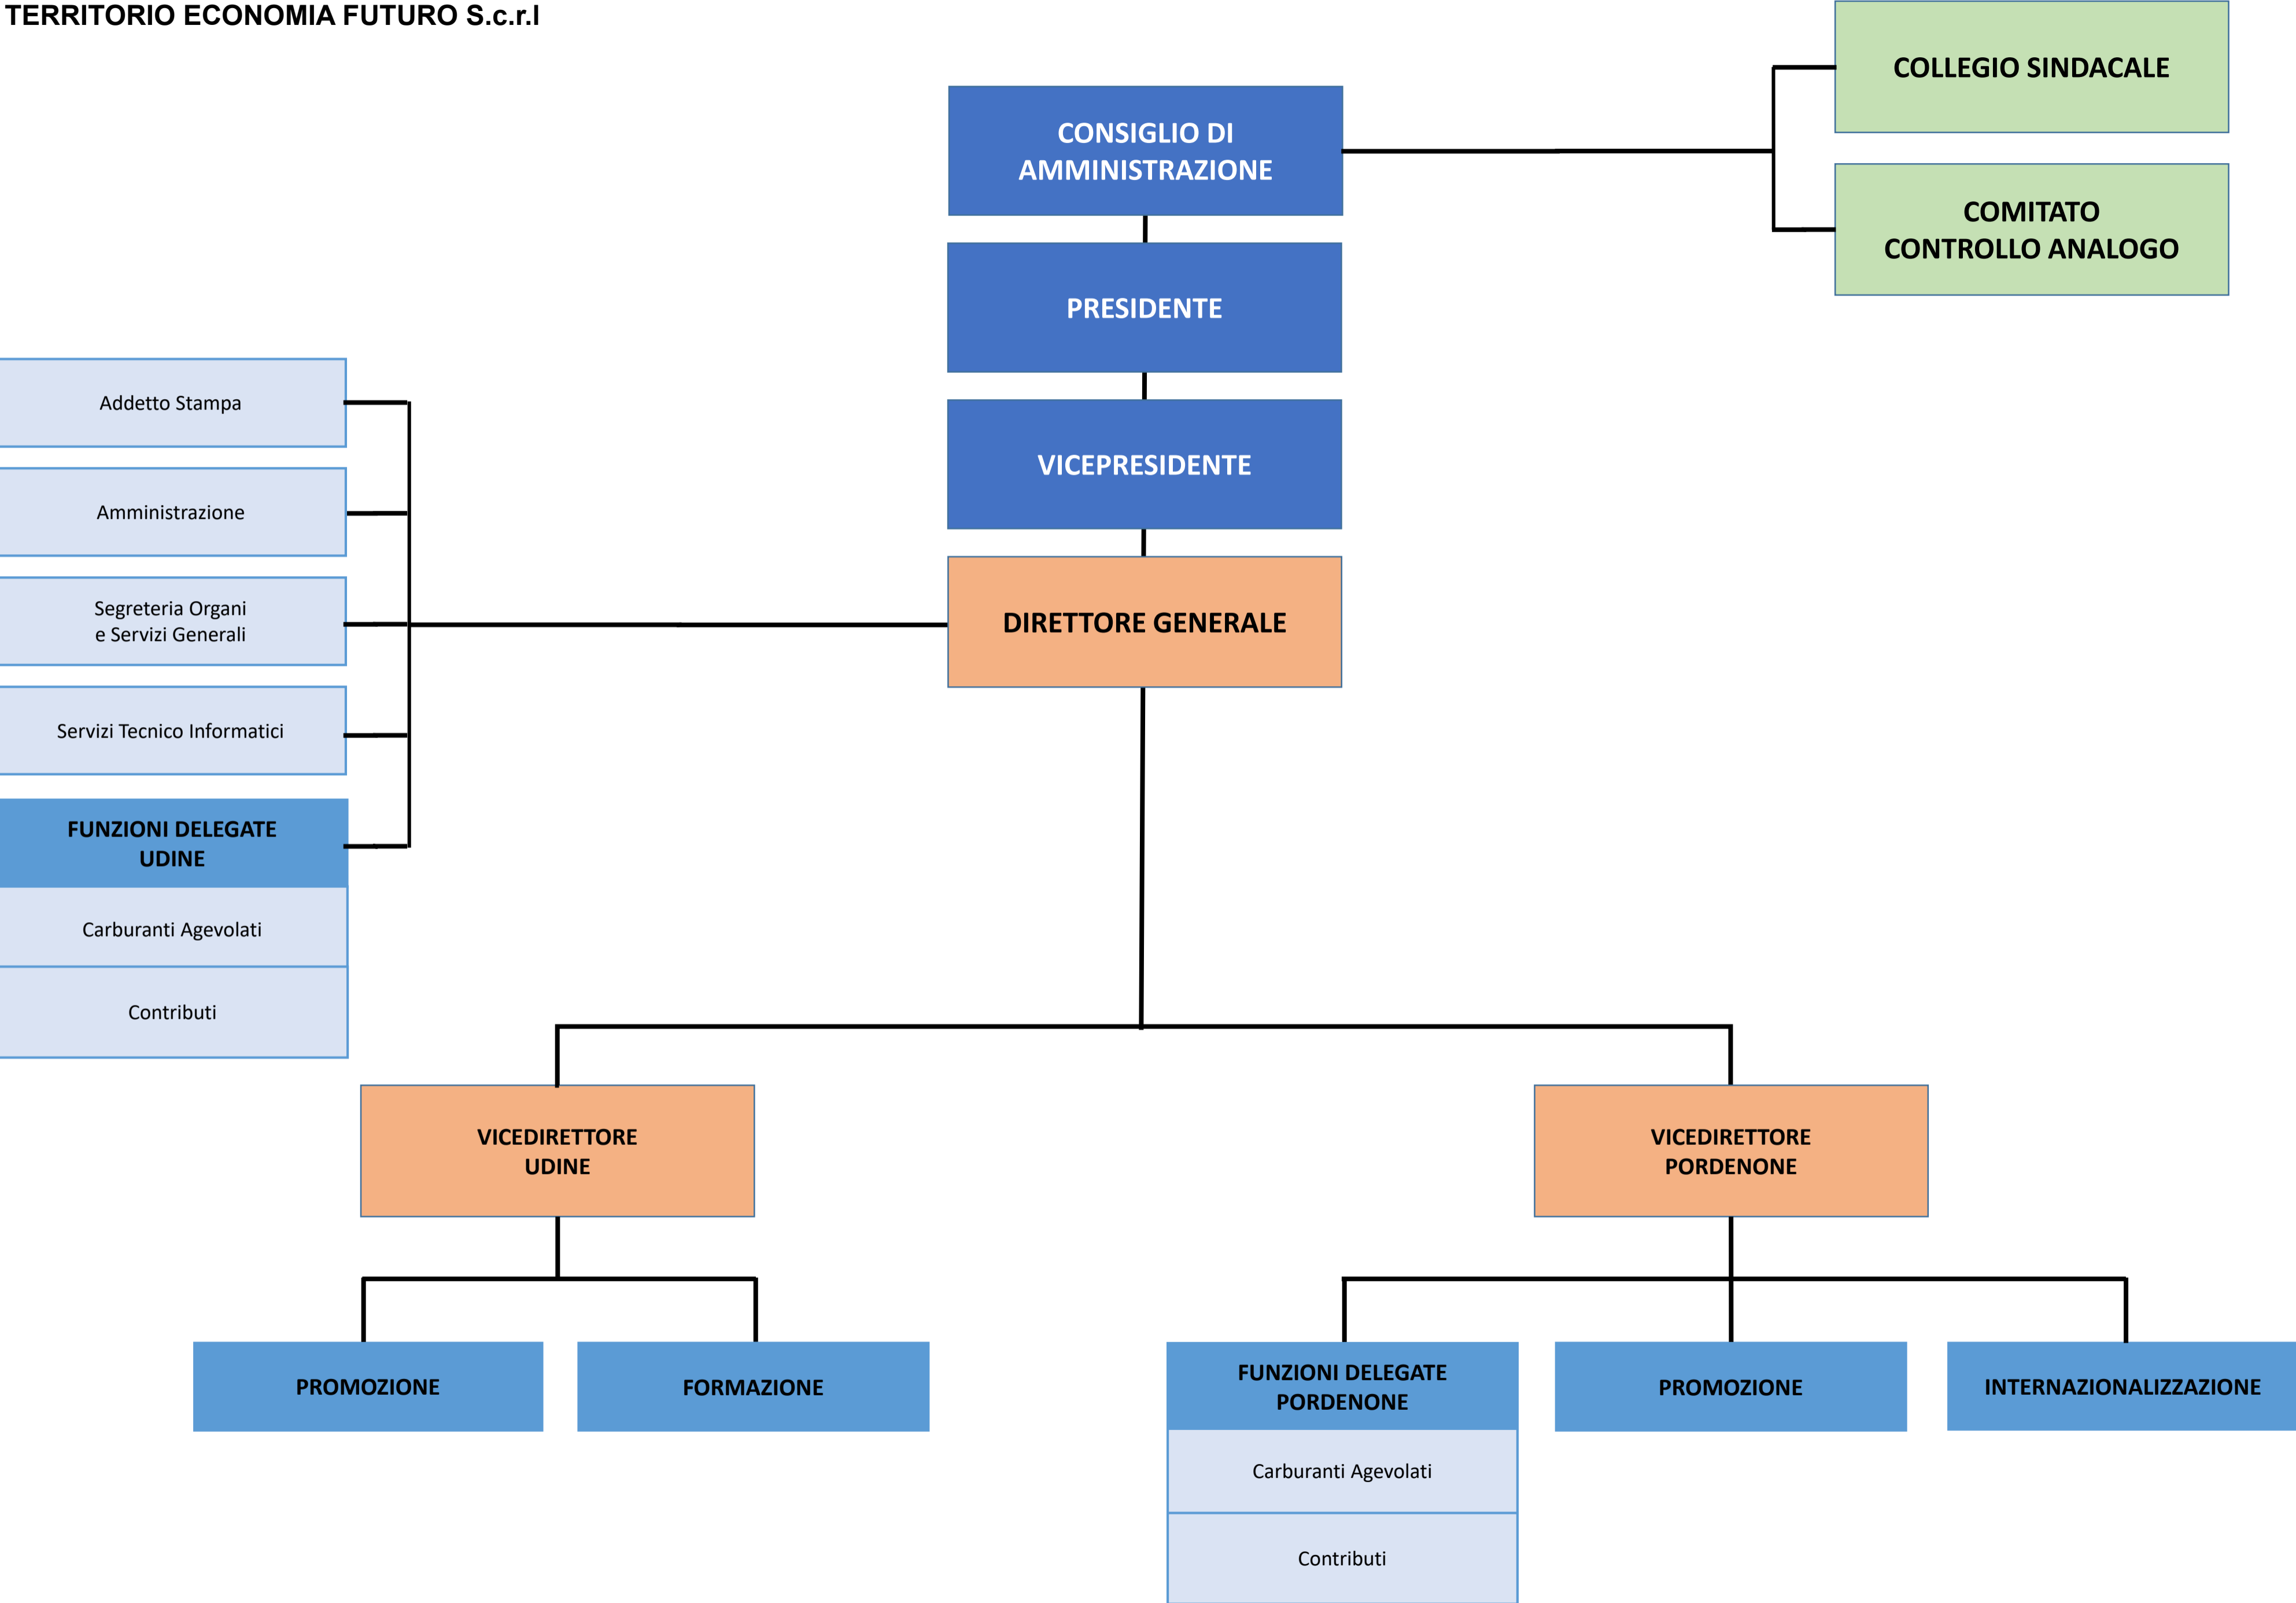 TERRITORIO ECONOMIA FUTURO S.c.r.l
COLLEGIO SINDACALE
CONSIGLIO DI
AMMINISTRAZIONE
COMITATO
CONTROLLO ANALOGO
PRESIDENTE
VICEPRESIDENTE
DIRETTORE GENERALE
Addetto Stampa
Amministrazione
Segreteria Organi
e Servizi Generali
Servizi Tecnico Informatici
FUNZIONI DELEGATE
UDINE
Carburanti Agevolati
Contributi
VICEDIRETTORE
UDINE
VICEDIRETTORE
PORDENONE
PROMOZIONE
FORMAZIONE
FUNZIONI DELEGATE
PORDENONE
Carburanti Agevolati
Contributi
PROMOZIONE
INTERNAZIONALIZZAZIONE